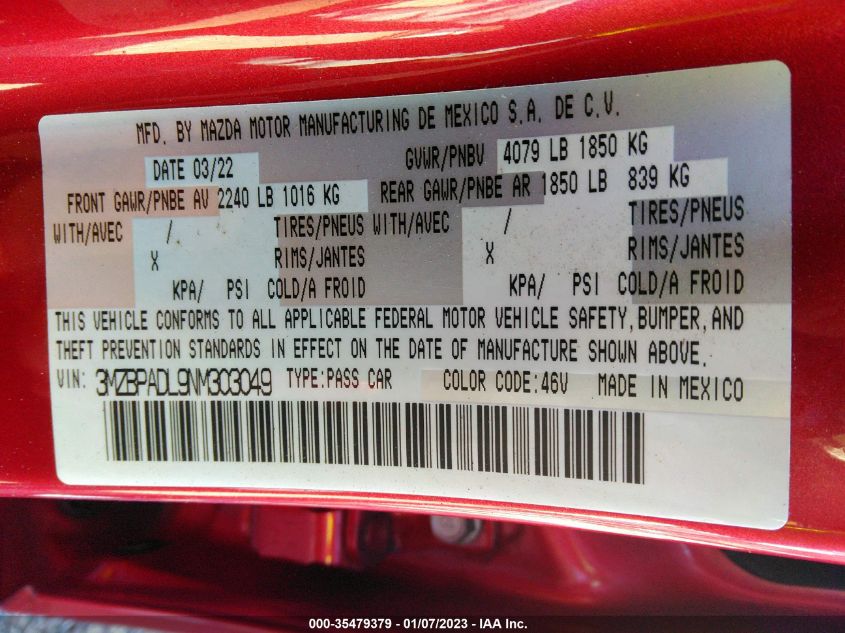 MFD. BY MAZDA MOTOR MANUFACTURING DE MEXICO S.A. DE C.V.
DATE 03/22 GVWR/PNBV 4079 LB 1850 KG
FRONT GAWR/PNBE AV 2240 LB 1016 KG REAR GAWR/PNBE AR 1850 LB 839 KG
WITH/AVEC / TIRES/PNEUS WITH/AVEC / TIRES/PNEUS
X RIMS/JANTES X RIMS/JANTES
KPA/ PSI COLD/A FROID KPA/ PSI COLD/A FROID
THIS VEHICLE CONFORMS TO ALL APPLICABLE FEDERAL MOTOR VEHICLE SAFETY, BUMPER, AND
THEFT PREVENTION STANDARDS IN EFFECT ON THE DATE OF MANUFACTURE SHOWN ABOVE.
VIN: 3MZBPADL9NM303049 TYPE:PASS CAR COLOR CODE:46V MADE IN MEXICO
000-35479379 - 01/07/2023 - IAA Inc.